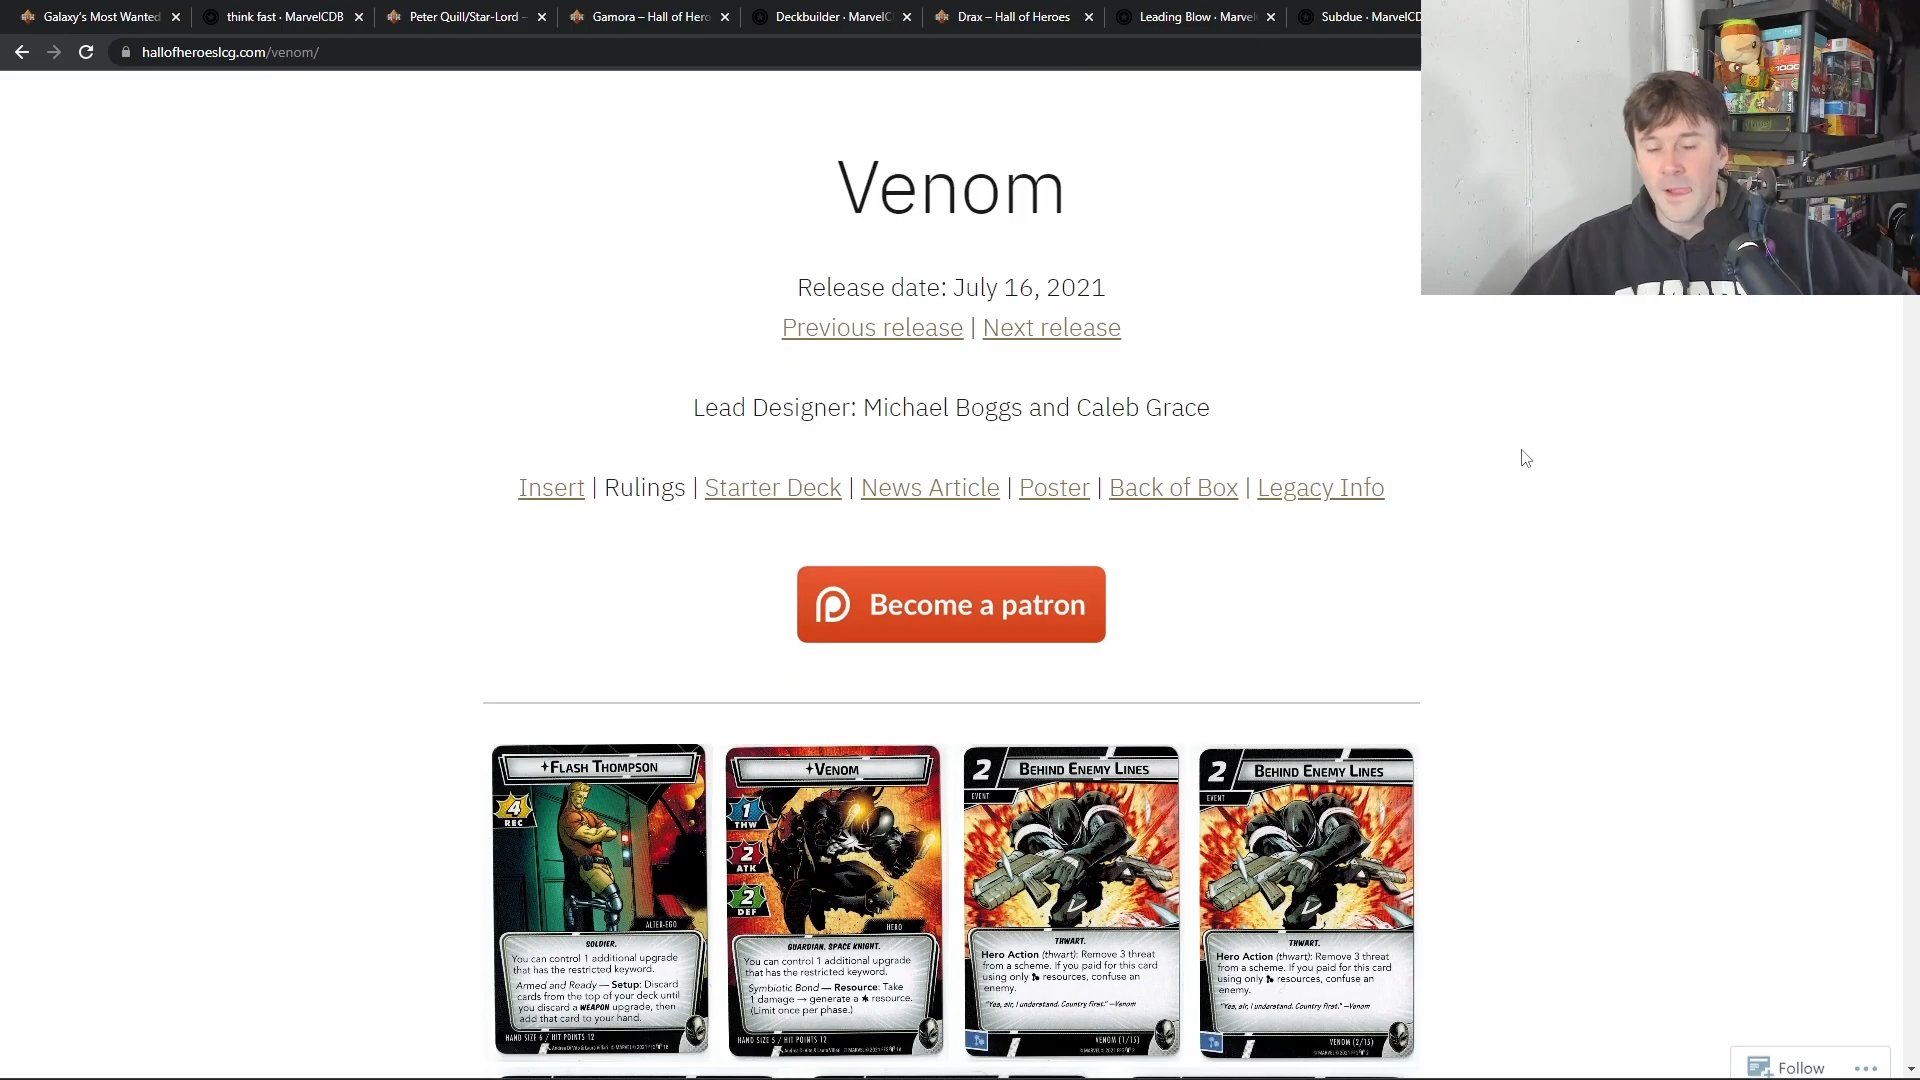 Galaxy's Most Wanted
think fast · MarvelCDB
Peter Quill/Star-Lord –
Gamora – Hall of Hero
Deckbuilder · MarvelC
Drax – Hall of Heroes
Leading Blow · Marvel
Subdue · MarvelCD
hallofheroeslcg.com/venom/
Venom
Release date: July 16, 2021
Previous release | Next release
Lead Designer: Michael Boggs and Caleb Grace
Insert | Rulings | Starter Deck | News Article | Poster | Back of Box | Legacy Info
Become a patron
FLASH THOMPSON
4
REC
ALTER-EGO
SOLDIER.
You can control 1 additional upgrade
that has the restricted keyword.
Armed and Ready — Setup: Discard
cards from the top of your deck until
you discard a WEAPON upgrade, then
add that card to your hand.
HAND SIZE 6 / HIT POINTS 12
VENOM
1
THW
2
ATK
2
DEF
HERO
GUARDIAN. SPACE KNIGHT.
You can control 1 additional upgrade
that has the restricted keyword.
Symbiotic Bond — Resource: Take
1 damage → generate a resource.
(Limit once per phase.)
HAND SIZE 5 / HIT POINTS 12
2
BEHIND ENEMY LINES
EVENT
THWART.
Hero Action (thwart): Remove 3 threat
from a scheme. If you paid for this card
using only resources, confuse an
enemy.
"Yes, sir, I understand. Country first." —Venom
VENOM (1/15)
2
BEHIND ENEMY LINES
EVENT
THWART.
Hero Action (thwart): Remove 3 threat
from a scheme. If you paid for this card
using only resources, confuse an
enemy.
"Yes, sir, I understand. Country first." —Venom
VENOM (2/15)
Follow